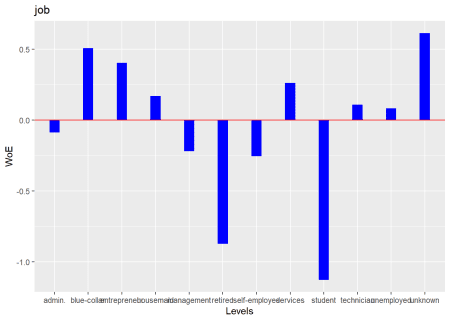 job
0.5
0.0
-0.5
-1.0
WoE
admin. blue-collar entrepreneur housemaid management retired self-employed services student technician unemployed unknown
Levels